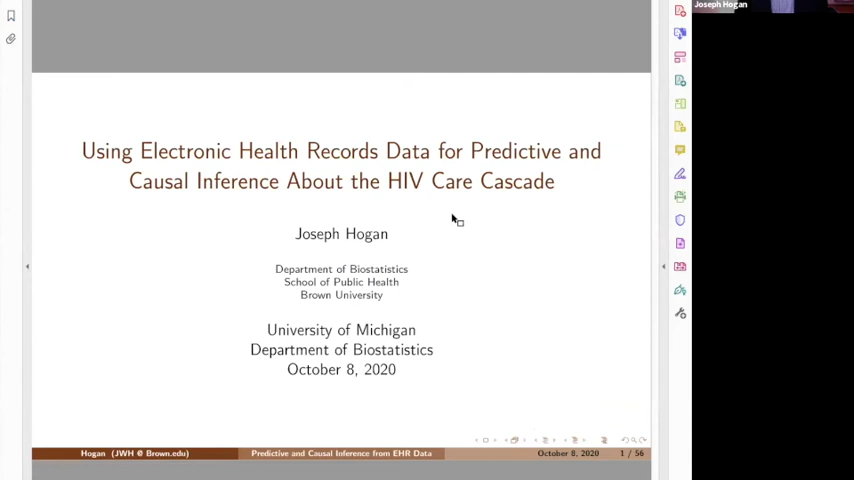 Joseph Hogan
Using Electronic Health Records Data for Predictive and
Causal Inference About the HIV Care Cascade
Joseph Hogan
Department of Biostatistics
School of Public Health
Brown University
University of Michigan
Department of Biostatistics
October 8, 2020
Hogan (JWH @ Brown.edu) Predictive and Causal Inference from EHR Data October 8, 2020 1 / 56